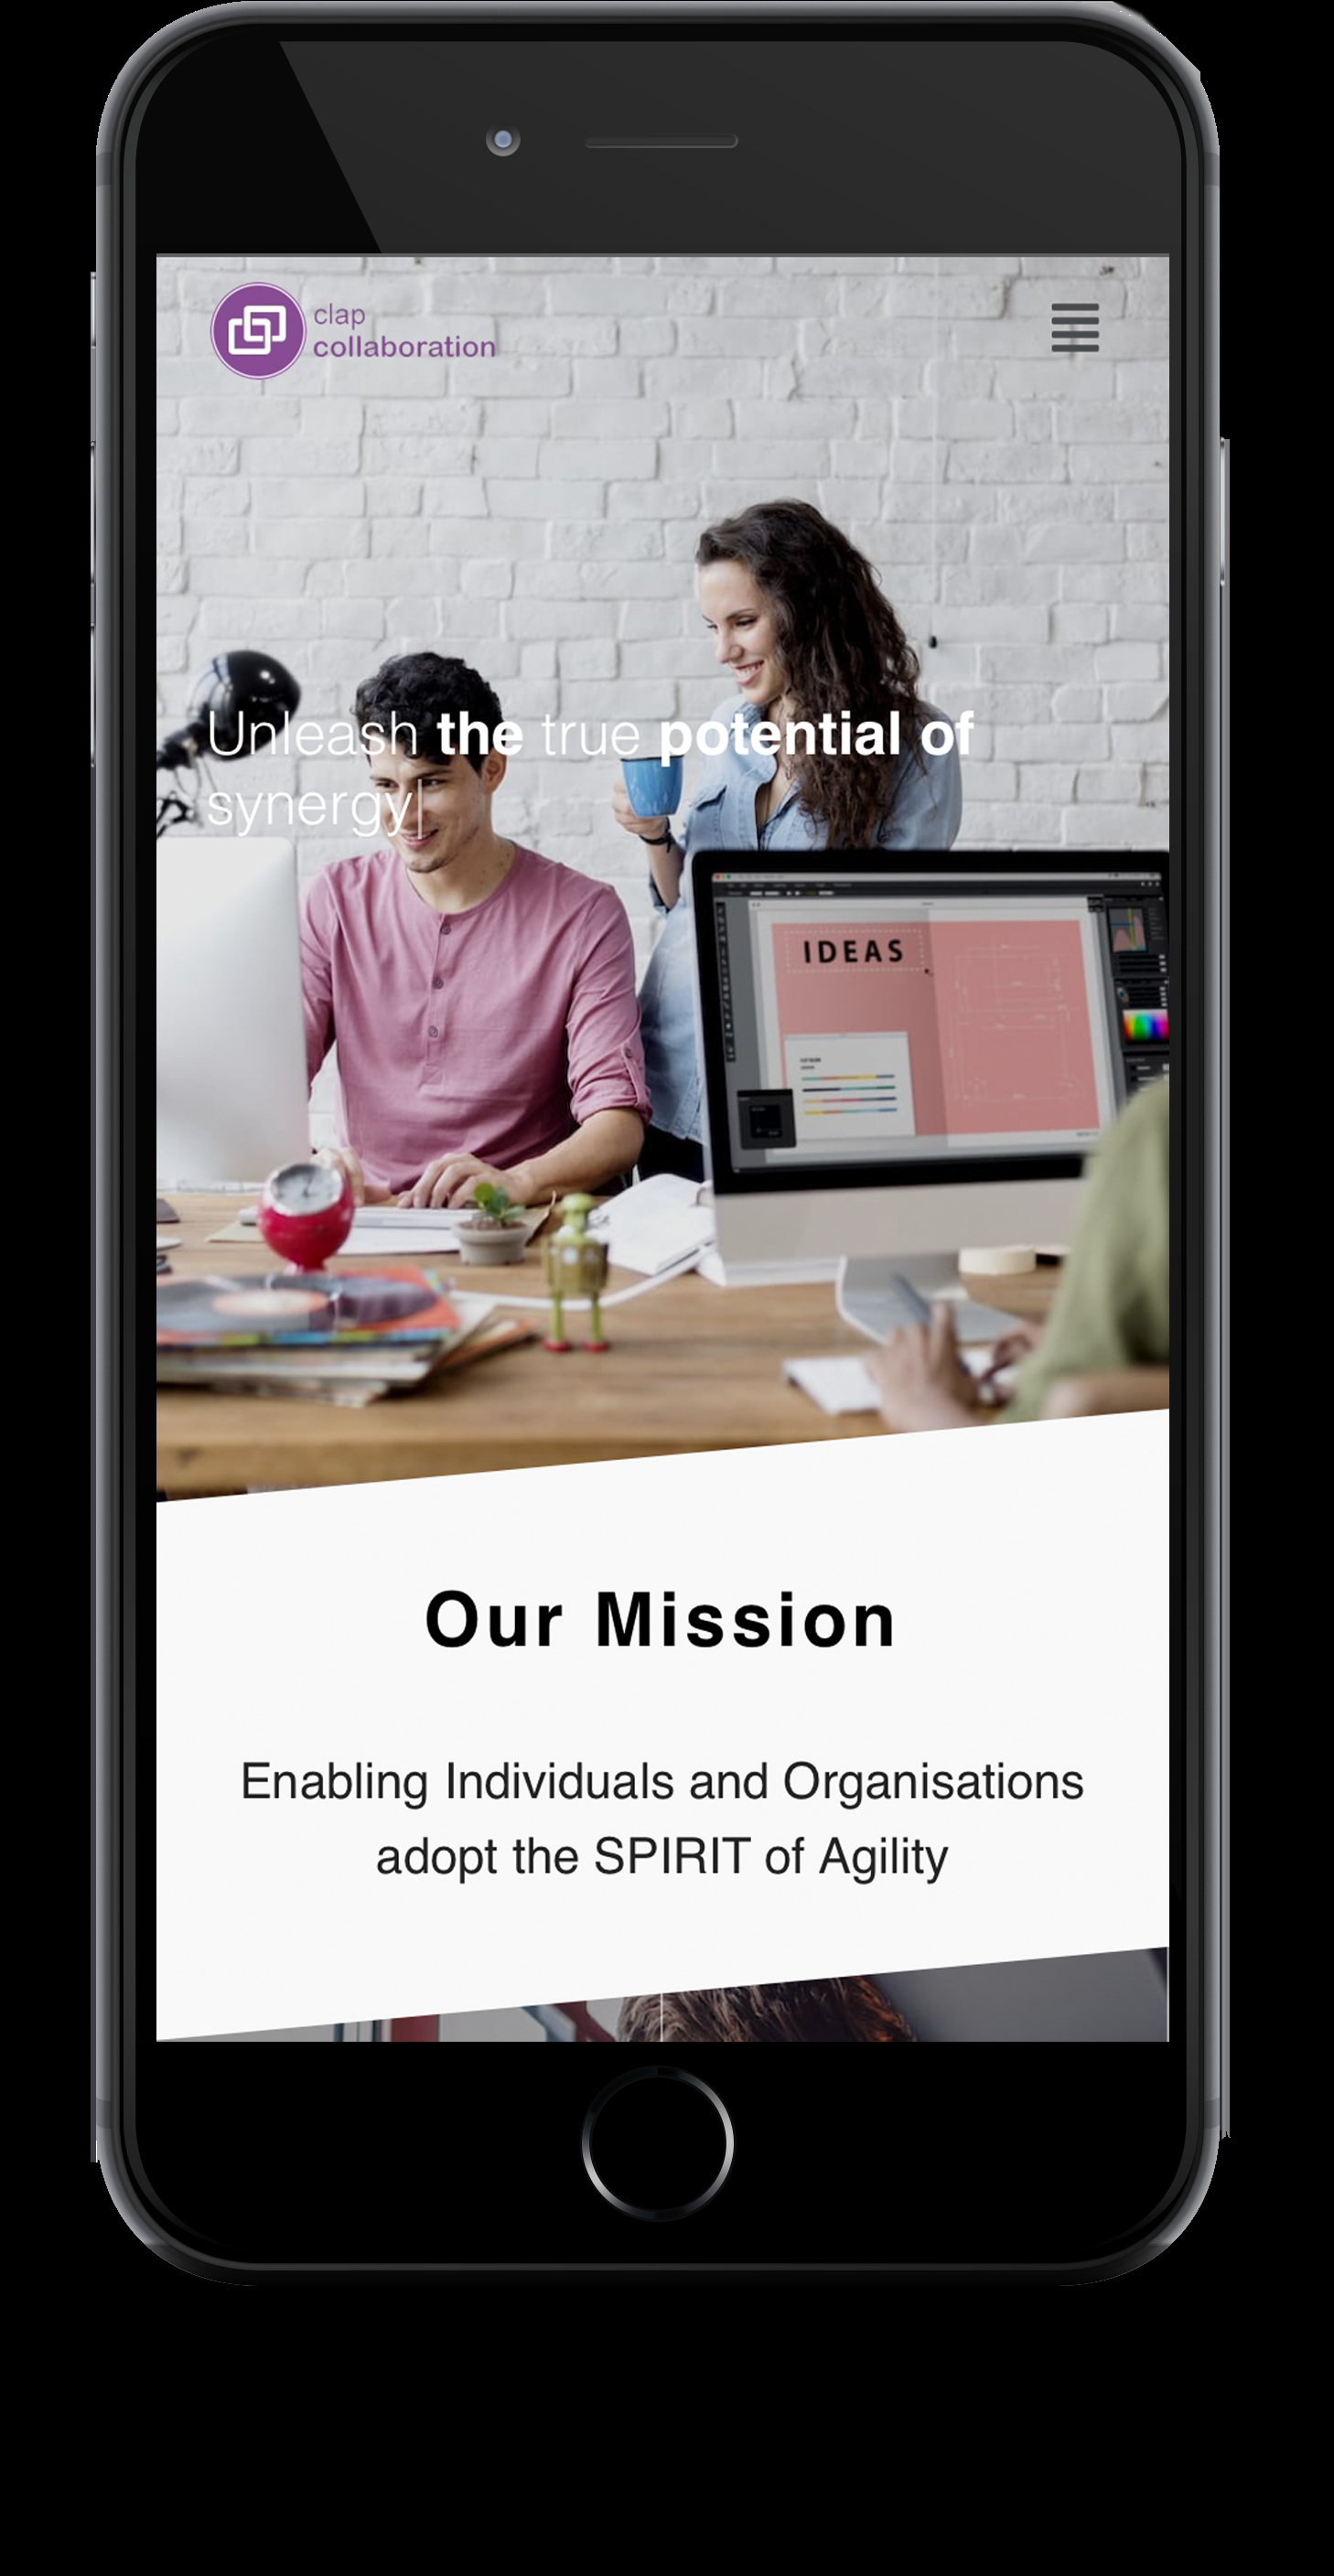 clap
collaboration
Unleash the true potential of
synergy|
IDEAS
Our Mission
Enabling Individuals and Organisations
adopt the SPIRIT of Agility